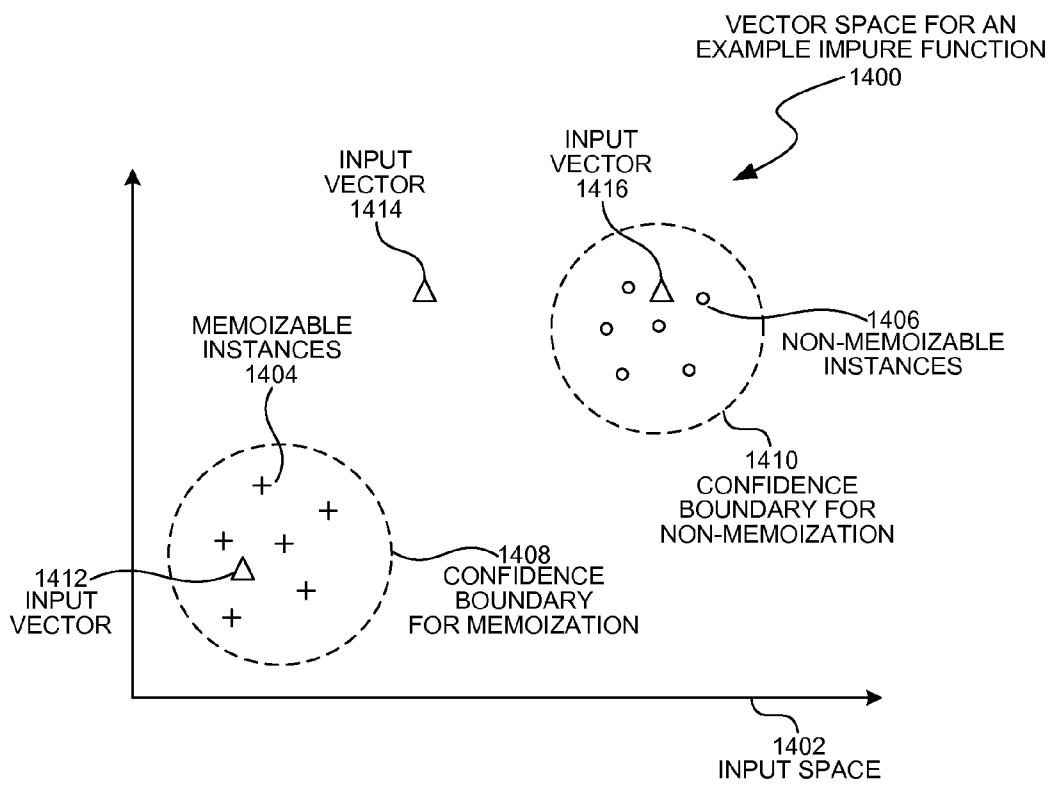 VECTOR SPACE FOR AN
EXAMPLE IMPURE FUNCTION
1400
INPUT
VECTOR
1416
INPUT
VECTOR
1414
1406
NON-MEMOIZABLE
INSTANCES
MEMOIZABLE
INSTANCES
1404
1410
CONFIDENCE
BOUNDARY FOR
NON-MEMOIZATION
1408
CONFIDENCE
BOUNDARY
FOR MEMOIZATION
1412
INPUT
VECTOR
1402
INPUT SPACE